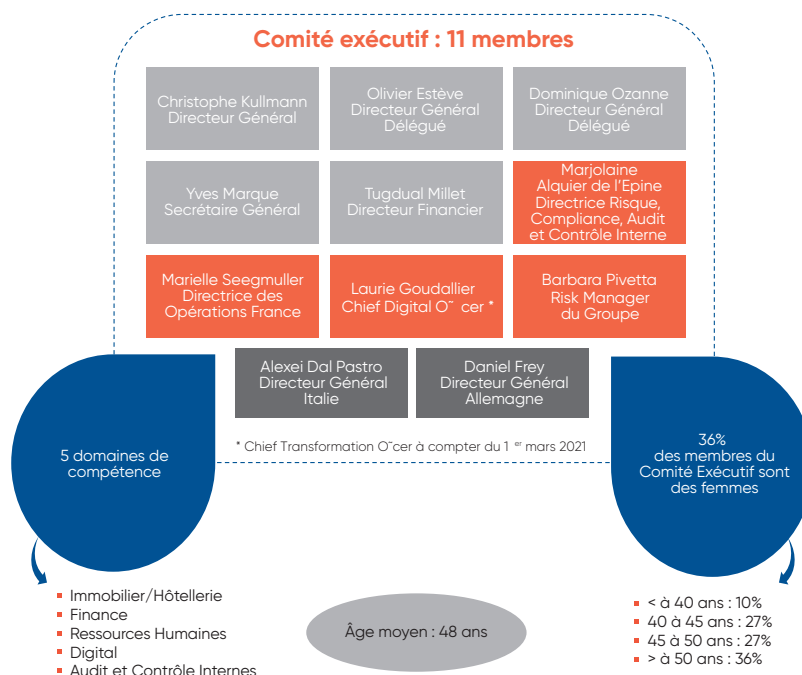 Comité exécutif : 11 membres
Christophe Kullmann
Directeur Général
Olivier Estève
Directeur Général
Délégué
Dominique Ozanne
Directeur Général
Délégué
Yves Marque
Secrétaire Général
Tugdual Millet
Directeur Financier
Marjolaine
Alquier de l'Epine
Directrice Risque,
Compliance, Audit
et Contrôle Interne
Marielle Seegmuller
Directrice des
Opérations France
Laurie Goudallier
Chief Digital O˜ cer *
Barbara Pivetta
Risk Manager
du Groupe
Alexei Dal Pastro
Directeur Général
Italie
Daniel Frey
Directeur Général
Allemagne
* Chief Transformation O˜cer à compter du 1 er mars 2021
5 domaines de
compétence
36%
des membres du
Comité Exécutif sont
des femmes
▪ Immobilier/Hôtellerie
▪ Finance
▪ Ressources Humaines
▪ Digital
▪ Audit et Contrôle Internes
Âge moyen : 48 ans
▪ < à 40 ans : 10%
▪ 40 à 45 ans : 27%
▪ 45 à 50 ans : 27%
▪ > à 50 ans : 36%